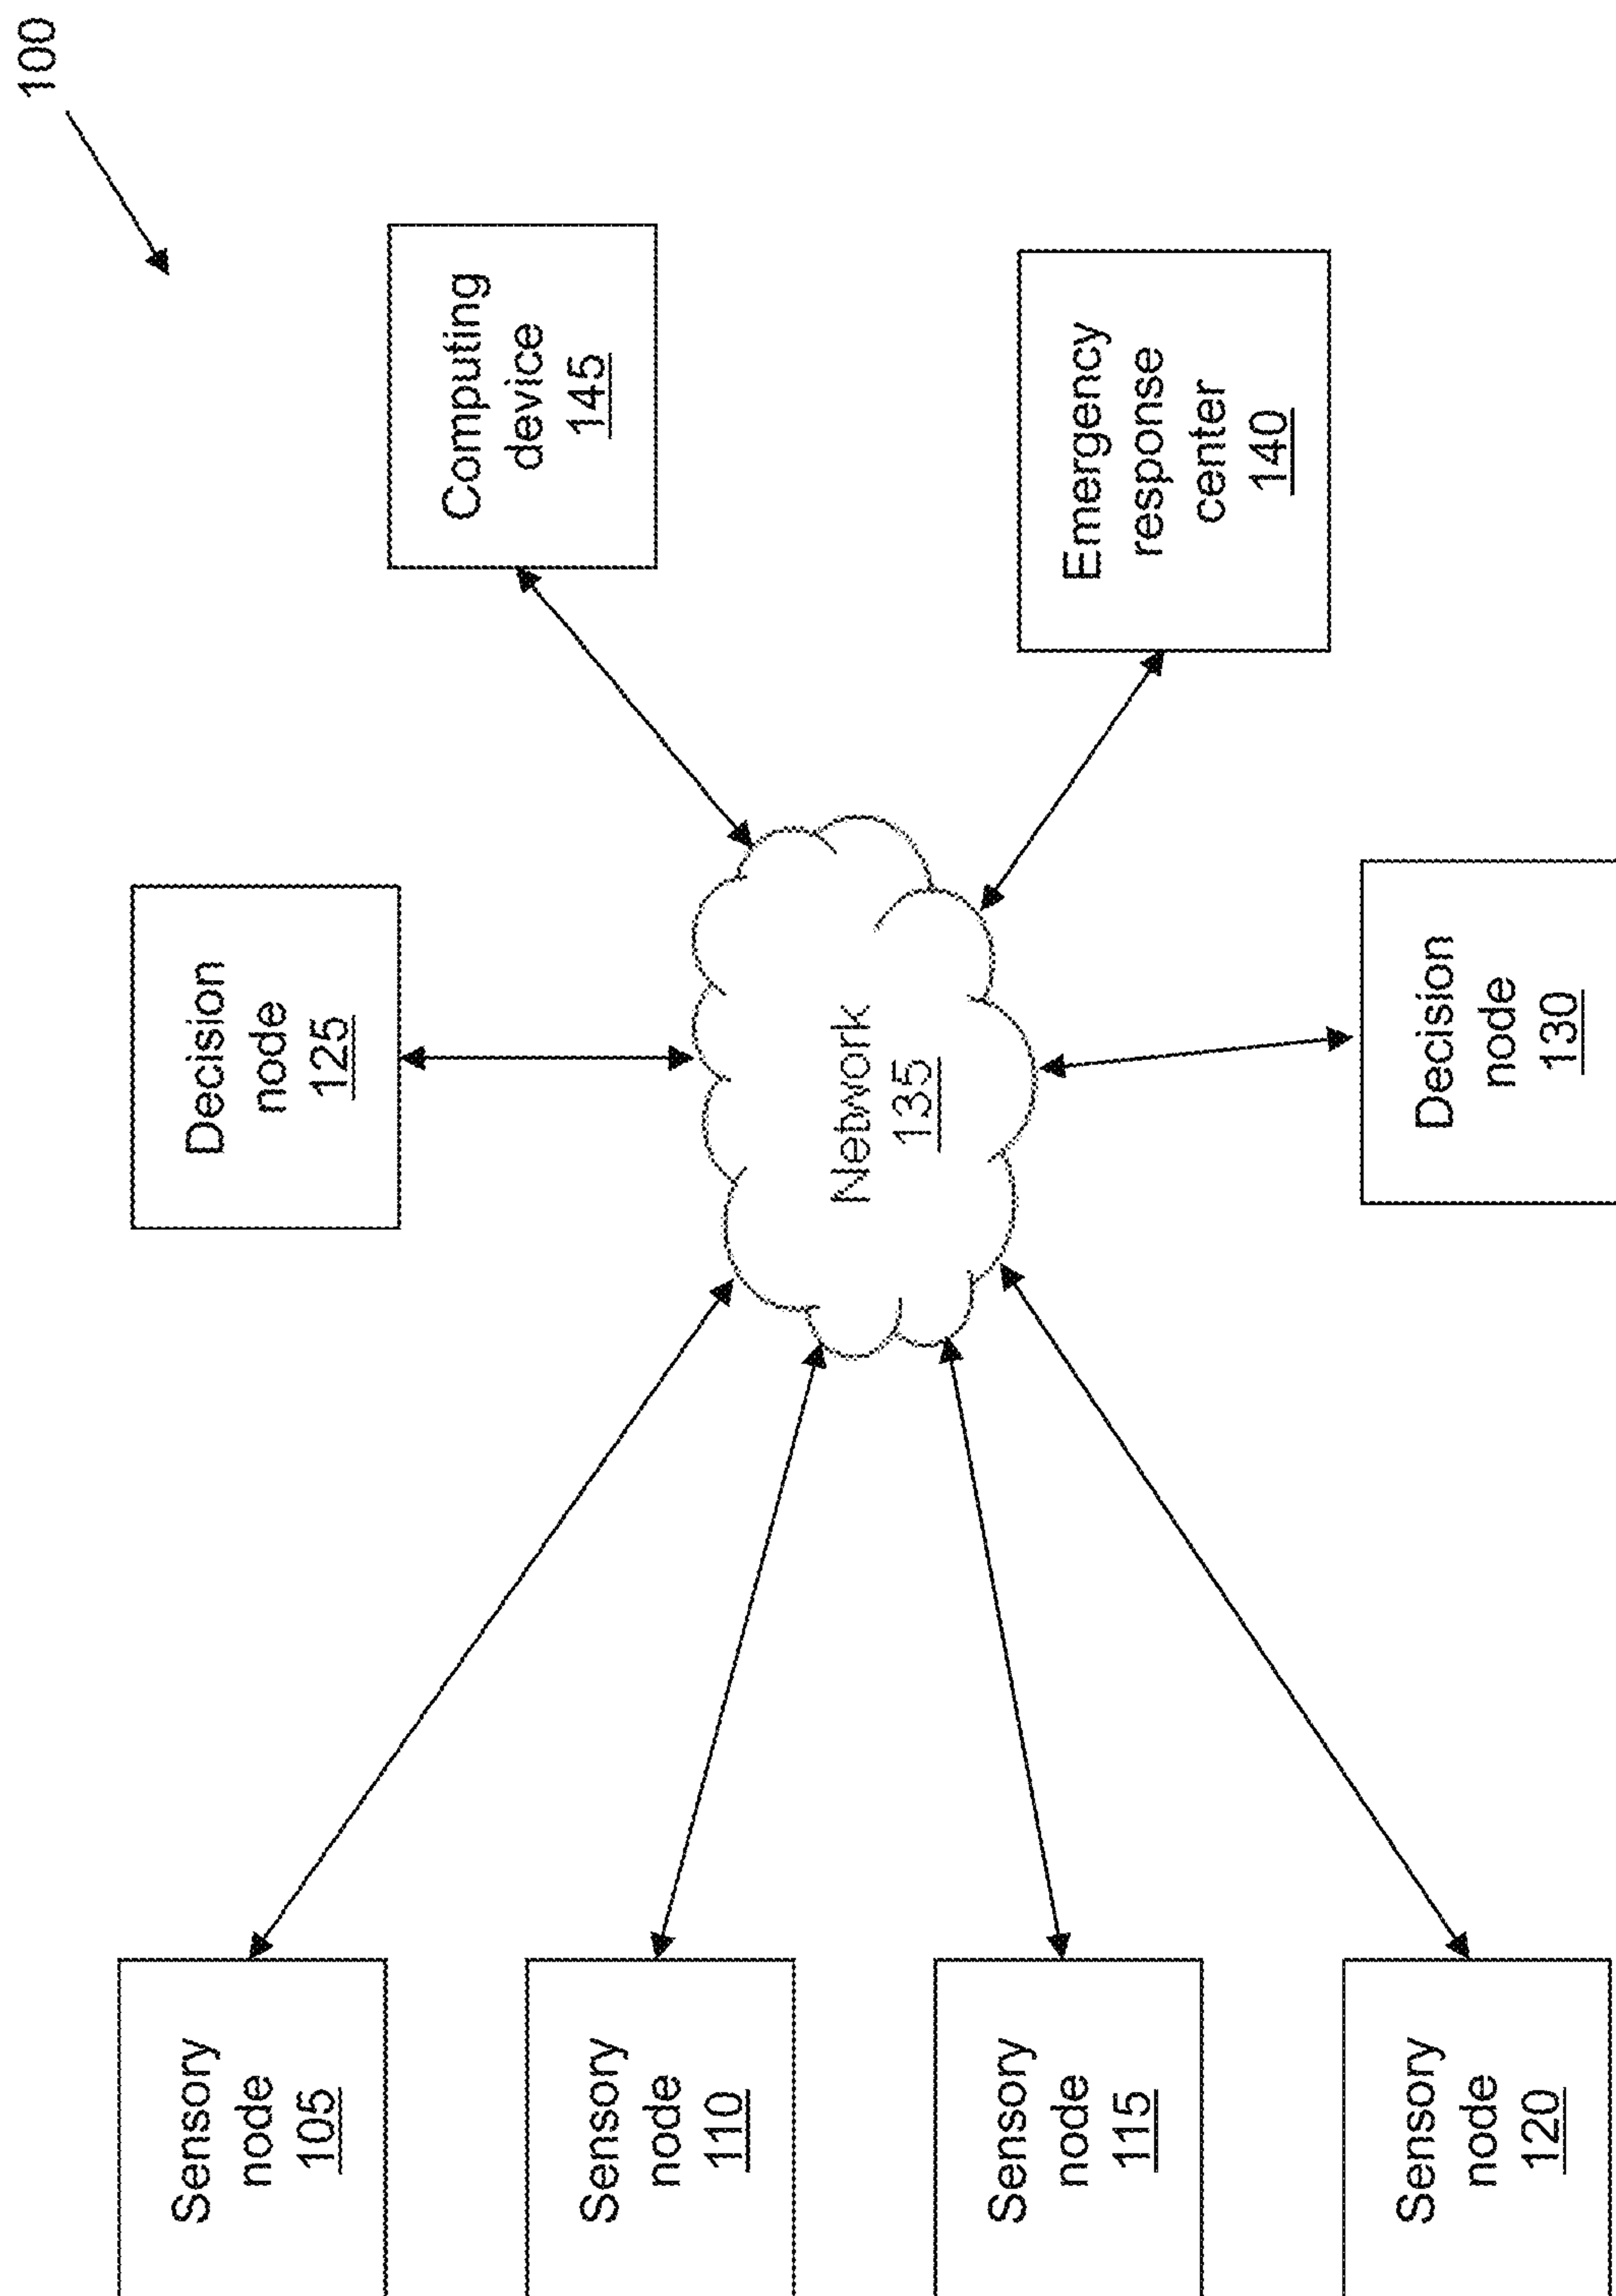 100
Sensory
node
105
Sensory
node
110
Sensory
node
115
Sensory
node
120
Decision
node
125
Network
135
Decision
node
130
Computing
device
145
Emergency
response
center
140